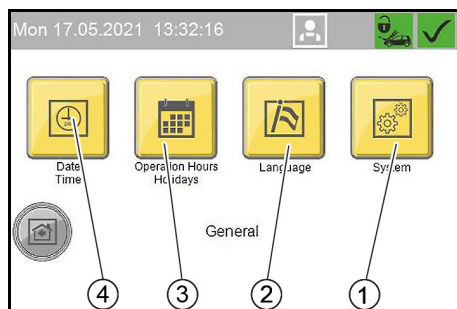 Mon 17.05.2021 13:32:16
24
Date
Time
Operation Hours
Holidays
Language
System
General
4
3
2
1